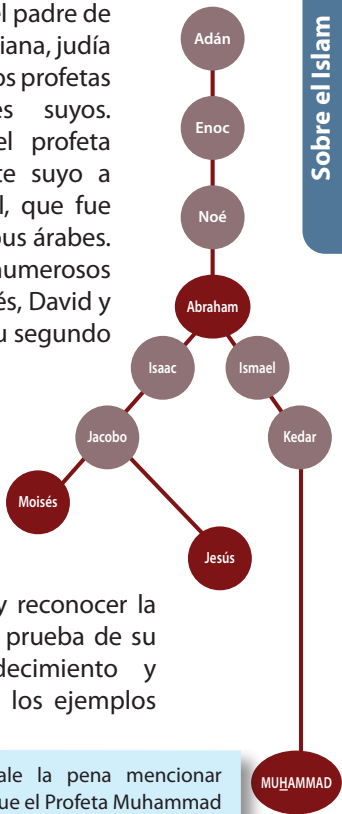 Sobre el Islam
el padre de
iana, judía
os profetas
es suyos.
el profeta
te suyo a
l, que fue
bus árabes.
numerosos
és, David y
u segundo
Adán
Enoc
Noé
Abraham
Isaac
Ismael
Jacobo
Kedar
Moisés
Jesús
MUHAMMAD
y reconocer la
prueba de su
decimiento y
los ejemplos
ale la pena mencionar
ue el Profeta Muhammad